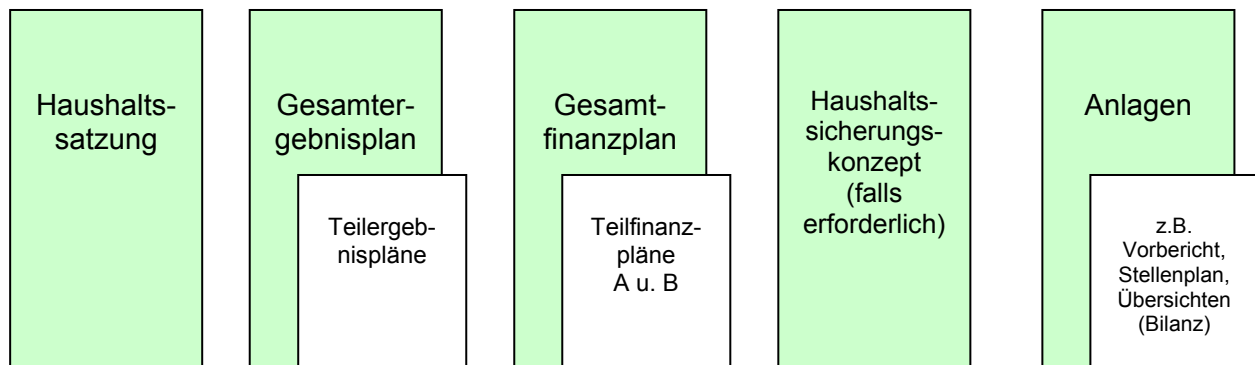 Haushalts-
satzung
Gesamter-
gebnisplan
Teilergeb-
nispläne
Gesamt-
finanzplan
Teilfinanz-
pläne
A u. B
Haushalts-
sicherungs-
konzept
(falls
erforderlich)
Anlagen
z.B.
Vorbericht,
Stellenplan,
Übersichten
(Bilanz)